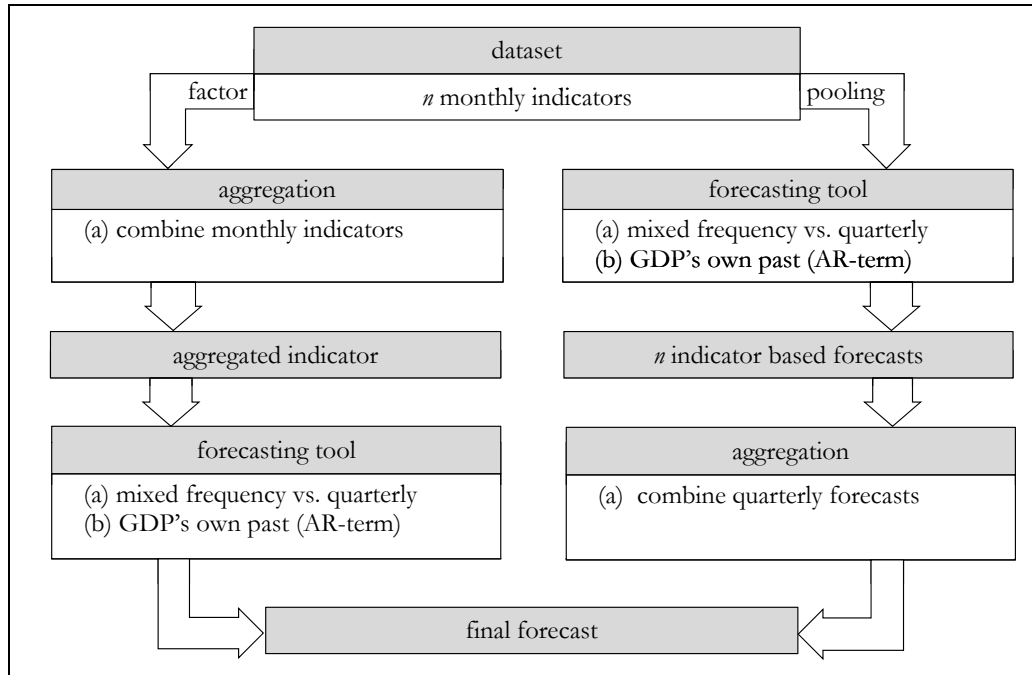 dataset
factor
n monthly indicators
pooling
aggregation
(a) combine monthly indicators
aggregated indicator
forecasting tool
(a) mixed frequency vs. quarterly
(b) GDP’s own past (AR-term)
forecasting tool
(a) mixed frequency vs. quarterly
(b) GDP’s own past (AR-term)
n indicator based forecasts
aggregation
(a) combine quarterly forecasts
final forecast